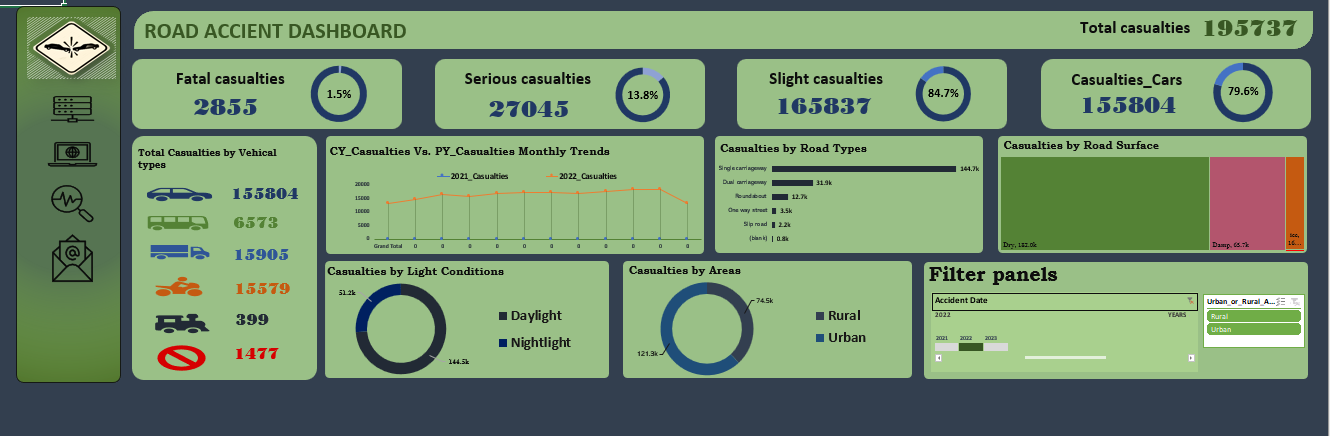 ROAD ACCIENT DASHBOARD
Total casualties 195737
Fatal casualties
2855
1.5%
Serious casualties
27045
13.8%
Slight casualties
165837
84.7%
Casualties_Cars
155804
79.6%
Total Casualties by Vehical
types
155804
6573
15905
15579
399
1477
CY_Casualties Vs. PY_Casualties Monthly Trends
2021_Casualties 2022_Casualties
20000
15000
10000
5000
0
Grand Total 0 0 0 0 0 0 0 0 0 0 0
Casualties by Road Types
Single carriageway 144.7k
Dual carriageway 31.9k
Roundabout 12.7k
One way street 3.5k
Slip road 2.2k
(blank) 0.8k
Casualties by Road Surface
Dry,
Damp,
Ice,
Casualties by Light Conditions
51.2k
144.5k
Daylight
Nightlight
Casualties by Areas
74.5k
121.3k
Rural
Urban
Filter panels
Accident Date
2022 YEARS
2021 2022 2023
Urban_or_Rural_A...
Rural
Urban
@